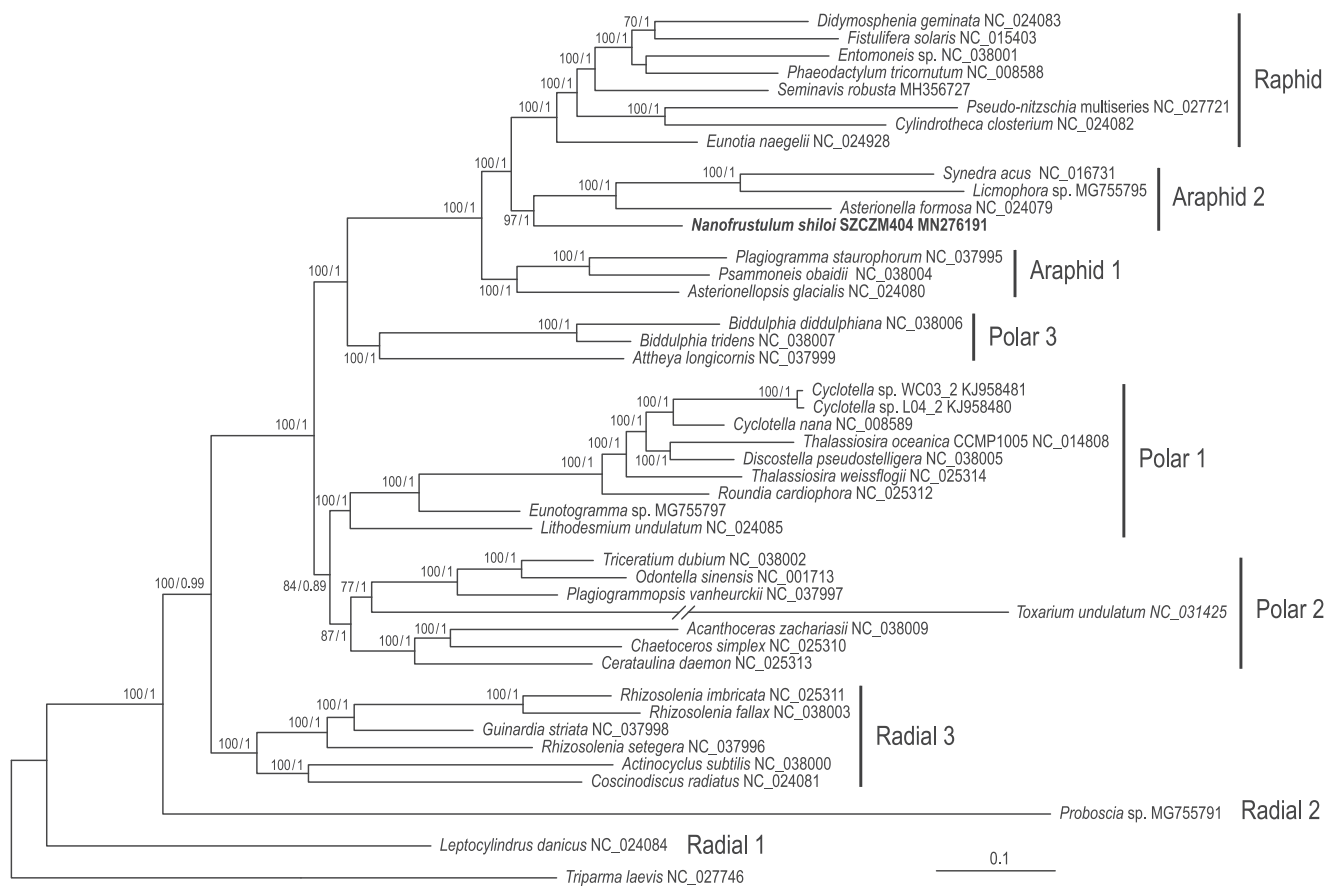 70/1
Didymosphenia geminata NC_024083
100/1
Fistulifera solaris NC_015403
Entomoneis sp. NC_038001
100/1
Phaeodactylum tricornutum NC_008588
100/1
Seminavis robusta MH356727
Raphid
100/1
100/1
Pseudo-nitzschia multiseries NC_027721
Cylindrotheca closterium NC_024082
Eunotia naegelii NC_024928
100/1
100/1
Synedra acus NC_016731
100/1
Licmophora sp. MG755795
Araphid 2
Asterionella formosa NC_024079
100/1
97/1
Nanofrustulum shiloi SZCZM404 MN276191
100/1
Plagiogramma staurophorum NC_037995
100/1
Psammoneis obaidii NC_038004
Araphid 1
100/1
Asterionellopsis glacialis NC_024080
100/1
Biddulphia diddulphiana NC_038006
Biddulphia tridens NC_038007
Polar 3
100/1
Attheya longicornis NC_037999
100/1
Cyclotella sp. WC03_2 KJ958481
100/1
Cyclotella sp. L04_2 KJ958480
100/1
Cyclotella nana NC_008589
100/1
100/1
Thalassiosira oceanica CCMP1005 NC_014808
100/1
Discostella pseudostelligera NC_038005
Polar 1
100/1
Thalassiosira weissflogii NC_025314
100/1
Roundia cardiophora NC_025312
100/1
Eunotogramma sp. MG755797
Lithodesmium undulatum NC_024085
100/1
Triceratium dubium NC_038002
100/1
Odontella sinensis NC_001713
100/0.99
84/0.89
77/1
Plagiogrammopsis vanheurckii NC_037997
Toxarium undulatum NC_031425
Polar 2
87/1
Acanthoceras zachariasii NC_038009
100/1
100/1
Chaetoceros simplex NC_025310
Cerataulina daemon NC_025313
100/1
100/1
Rhizosolenia imbricata NC_025311
100/1
Rhizosolenia fallax NC_038003
100/1
Guinardia striata NC_037998
Radial 3
100/1
Rhizosolenia setegera NC_037996
100/1
Actinocyclus subtilis NC_038000
Coscinodiscus radiatus NC_024081
Proboscia sp. MG755791
Radial 2
Leptocylindrus danicus NC_024084
Radial 1
0.1
Triparma laevis NC_027746